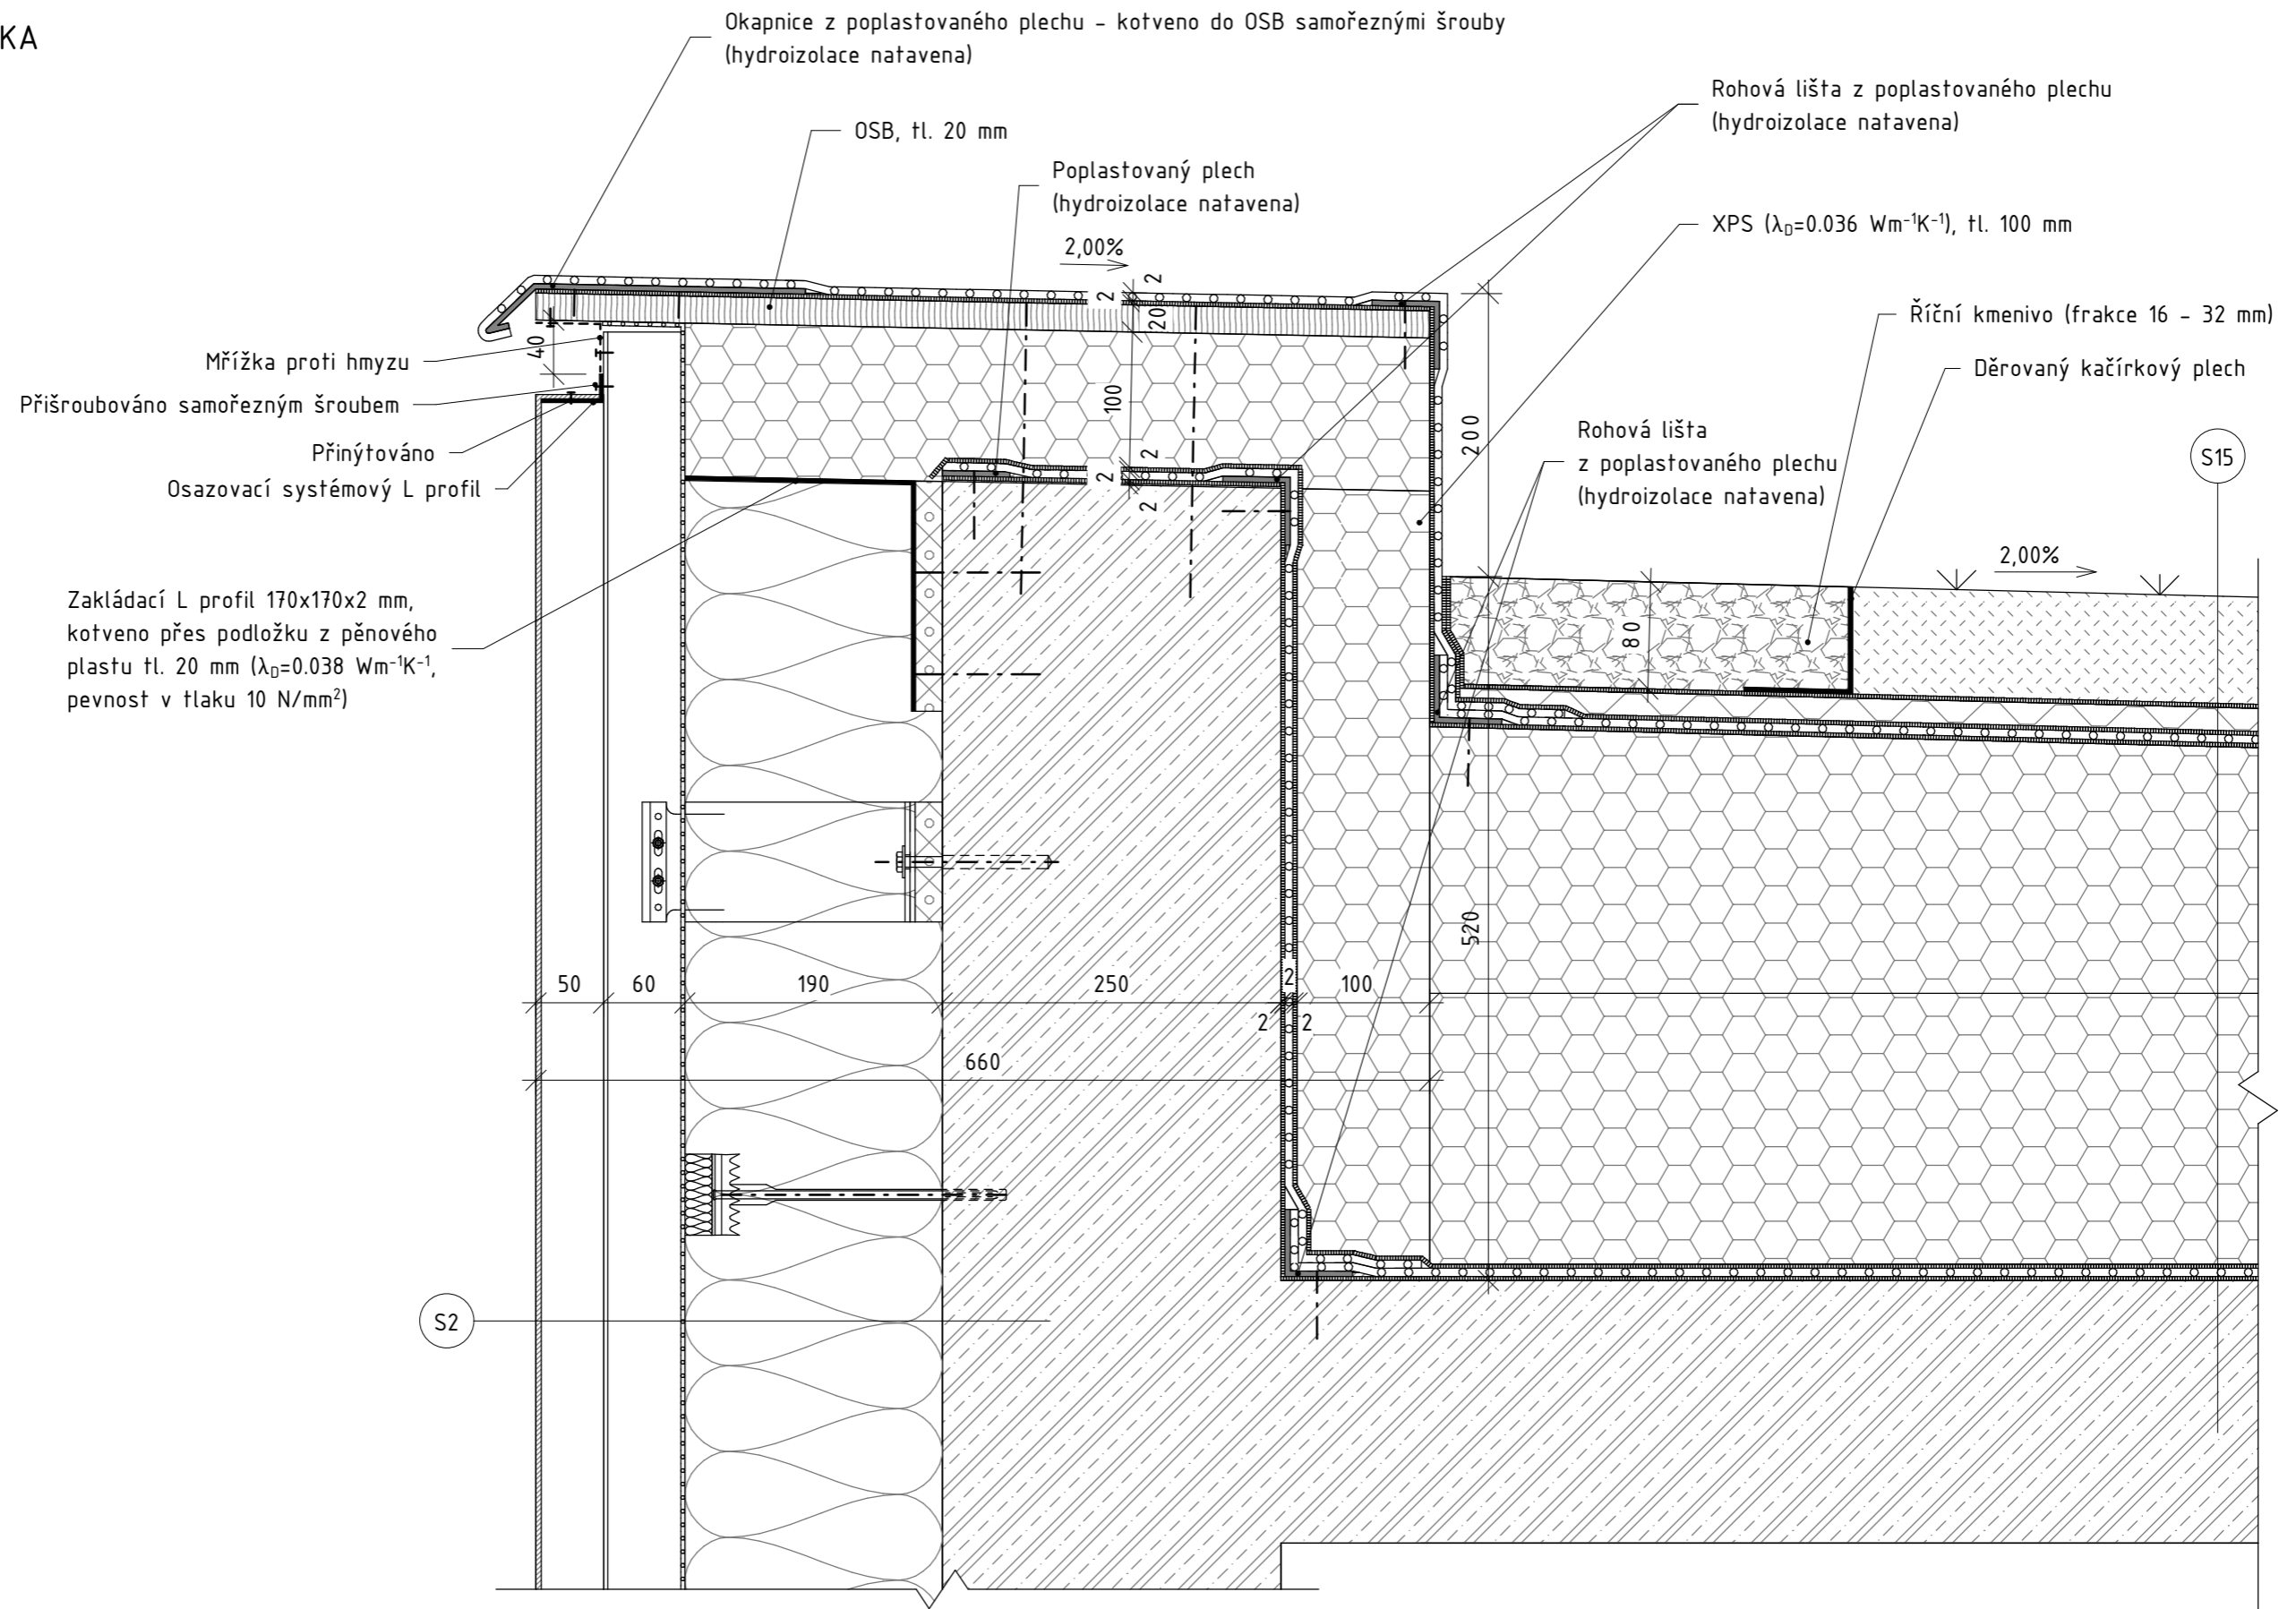 KA
Okapnice z poplastovaného plechu - kotveno do OSB samořeznými šrouby
(hydroizolace natavena)
OSB, tl. 20 mm
Poplastovaný plech
(hydroizolace natavena)
2,00%
Rohová lišta z poplastovaného plechu
(hydroizolace natavena)
XPS (λD=0.036 Wm⁻¹K⁻¹), tl. 100 mm
Říční kmenivo (frakce 16 - 32 mm)
Děrovaný kačírkový plech
Rohová lišta
z poplastovaného plechu
(hydroizolace natavena)
S15
2,00%
Mřížka proti hmyzu
Přišroubováno samořezným šroubem
Přinýtováno
Osazovací systémový L profil
Zakládací L profil 170x170x2 mm,
kotveno přes podložku z pěnového
plastu tl. 20 mm (λD=0.038 Wm⁻¹K⁻¹,
pevnost v tlaku 10 N/mm²)
40
2
2
20
100
2
2
2
200
80
520
50
60
190
250
2
100
2
2
660
S2